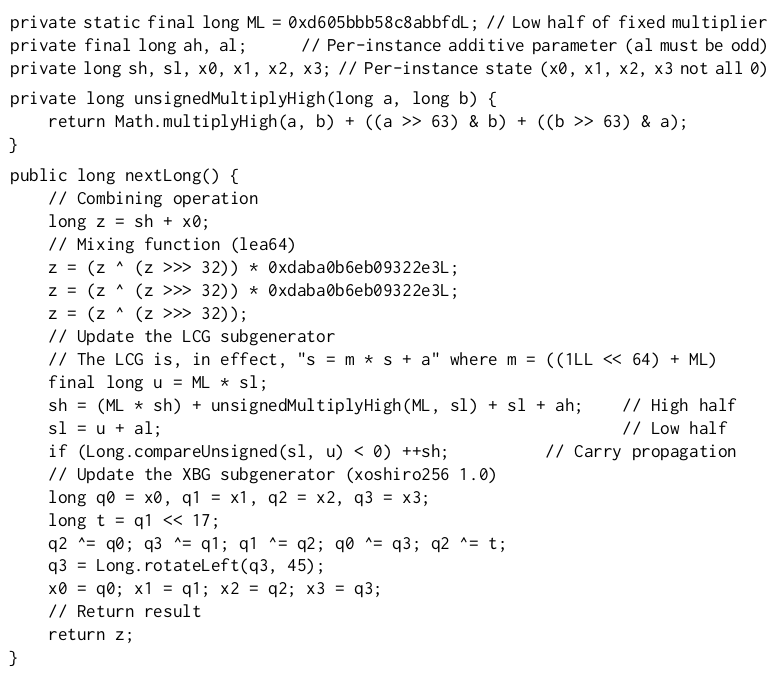 private static final long ML = 0xd605bbb58c8abbfdL; // Low half of fixed multiplier
private final long ah, al;      // Per-instance additive parameter (al must be odd)
private long sh, sl, x0, x1, x2, x3; // Per-instance state (x0, x1, x2, x3 not all 0)
private long unsignedMultiplyHigh(long a, long b) {
    return Math.multiplyHigh(a, b) + ((a >> 63) & b) + ((b >> 63) & a);
}
public long nextLong() {
    // Combining operation
    long z = sh + x0;
    // Mixing function (lea64)
    z = (z ^ (z >>> 32)) * 0xdaba0b6eb09322e3L;
    z = (z ^ (z >>> 32)) * 0xdaba0b6eb09322e3L;
    z = (z ^ (z >>> 32));
    // Update the LCG subgenerator
    // The LCG is, in effect, "s = m * s + a" where m = ((1LL << 64) + ML)
    final long u = ML * sl;
    sh = (ML * sh) + unsignedMultiplyHigh(ML, sl) + sl + ah;    // High half
    sl = u + al;                                                // Low half
    if (Long.compareUnsigned(sl, u) < 0) ++sh;          // Carry propagation
    // Update the XBG subgenerator (xoshiro256 1.0)
    long q0 = x0, q1 = x1, q2 = x2, q3 = x3;
    long t = q1 << 17;
    q2 ^= q0; q3 ^= q1; q1 ^= q2; q0 ^= q3; q2 ^= t;
    q3 = Long.rotateLeft(q3, 45);
    x0 = q0; x1 = q1; x2 = q2; x3 = q3;
    // Return result
    return z;
}